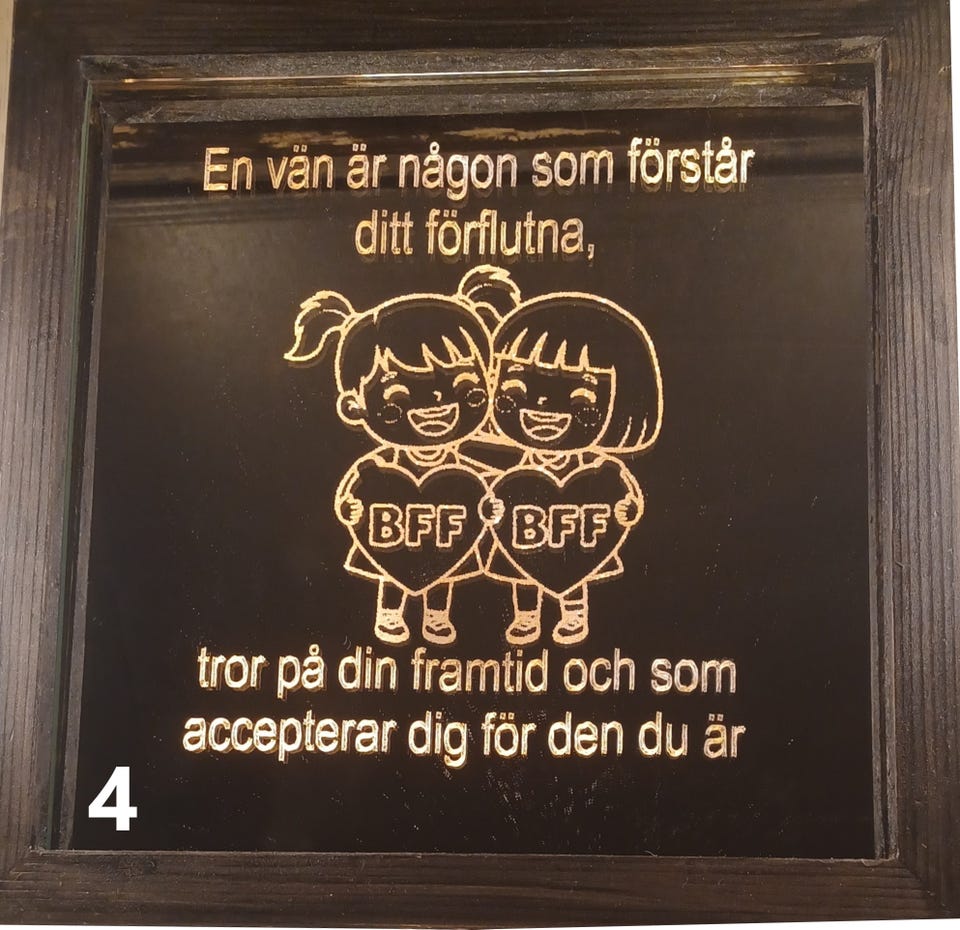 En vän är någon som förstår
ditt förflutna,
BFF BFF
tror på din framtid och som
accepterar dig för den du är
4